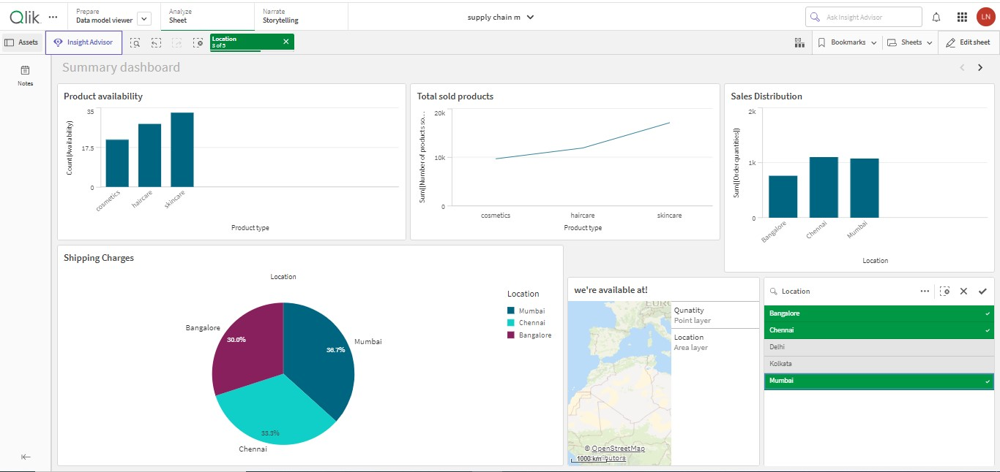 Qlik
Prepare
Data model viewer
Analyze
Sheet
Narrate
Storytelling
supply chain m
Ask Insight Advisor
LN
Assets
Insight Advisor
Location
3 of 5
Bookmarks
Sheets
Edit sheet
Notes
Summary dashboard
Product availability
35
17.5
0
Count(Availability)
cosmetics
haircare
skincare
Product type
Total sold products
20k
10k
0
Sum([Number of products so...
cosmetics
haircare
skincare
Product type
Sales Distribution
2k
1k
0
Sum([Order quantities])
Bangalore
Chennai
Mumbai
Location
Shipping Charges
Location
Bangalore
30.0%
Mumbai
36.7%
33.3%
Chennai
Location
Mumbai
Chennai
Bangalore
we're available at!
EURO
Qunatity
Point layer
Location
Area layer
© OpenStreetMap
1000 km
Location
Bangalore
Chennai
Delhi
Kolkata
Mumbai